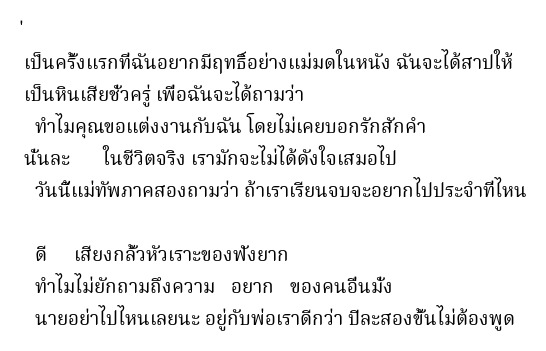 เป็นครั้งแรกที่ฉันอยากมีฤทธิ์อย่างแม่มดในหนัง ฉันจะได้สาปให้
เป็นหินเสียชั่วครู่ เพื่อฉันจะได้ถามว่า
ทำไมคุณขอแต่งงานกับฉัน โดยไม่เคยบอกรักสักคำ
นั่นละ ในชีวิตจริง เรามักจะไม่ได้ดังใจเสมอไป
วันนี้แม่ทัพภาคสองถามว่า ถ้าเราเรียนจบจะอยากไปประจำที่ไหน
ดี เสียงกลั้วหัวเราะของฟังยาก
ทำไมไม่ยักถามถึงความ อยาก ของคนอื่นมั่ง
นายอย่าไปไหนเลยนะ อยู่กับพ่อเราดีกว่า ปีละสองขั้นไม่ต้องพูด